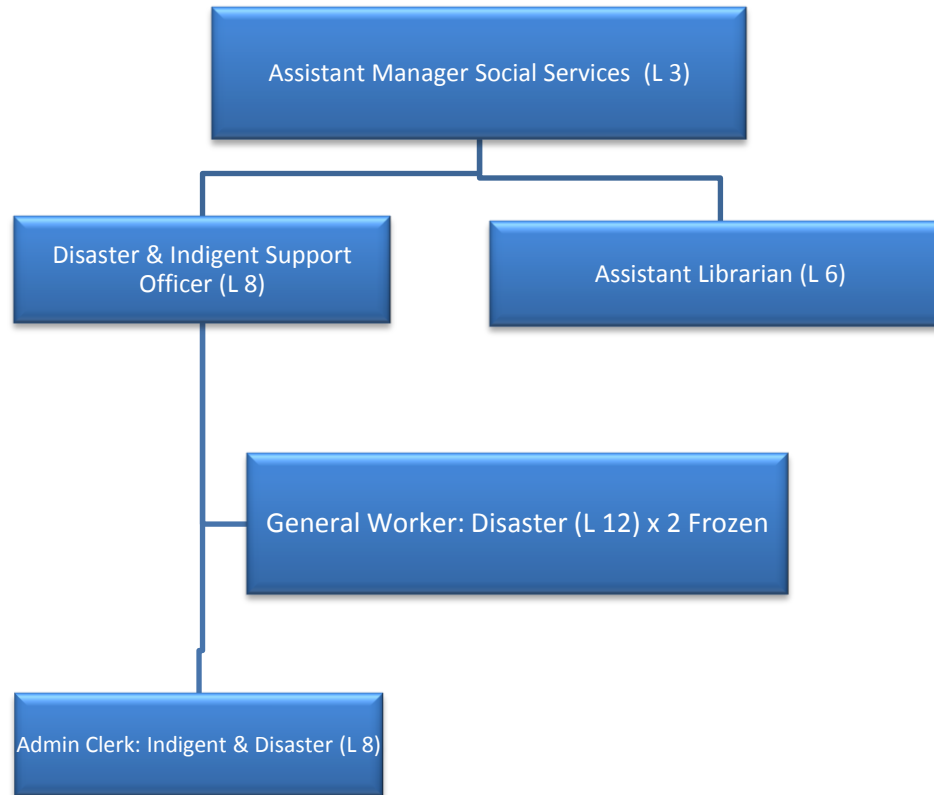 Assistant Manager Social Services (L 3)
Disaster & Indigent Support
Officer (L 8)
Assistant Librarian (L 6)
General Worker: Disaster (L 12) x 2 Frozen
Admin Clerk: Indigent & Disaster (L 8)